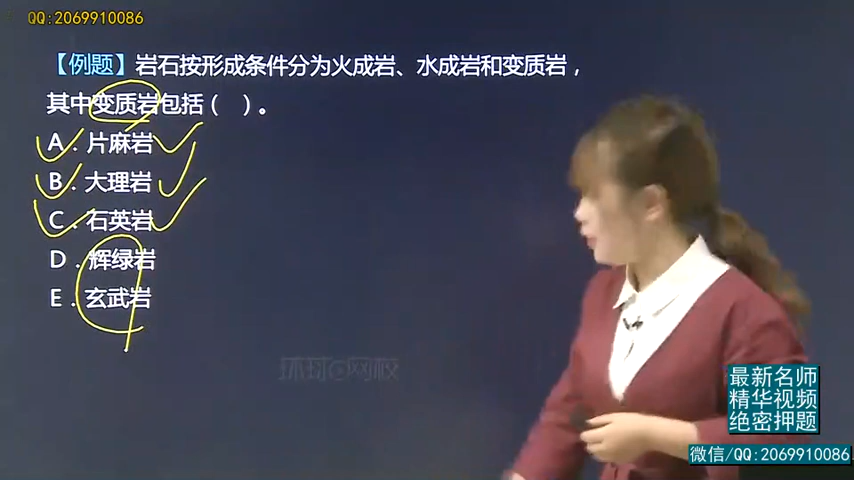 QQ:2069910086
【例题】岩石按形成条件分为火成岩、水成岩和变质岩，
其中变质岩包括（ ）。
A．片麻岩
B．大理岩
C．石英岩
D．辉绿岩
E．玄武岩
环球网校
最新名师
精华视频
绝密押题
微信/QQ:2069910086